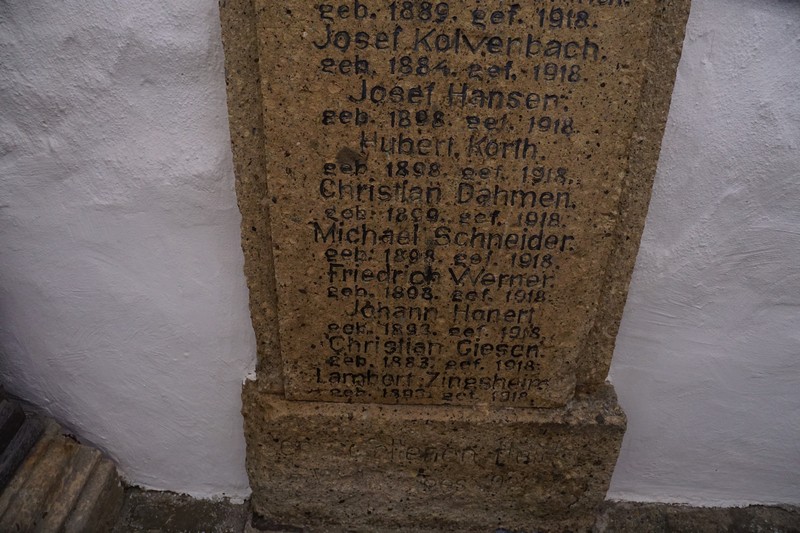 geb. 1889. gef. 1918.
Josef Kolvenbach.
geb. 1884. gef. 1918.
Josef Hansen.
geb. 1898. gef. 1918.
Hubert Korth.
geb. 1898. gef. 1918.
Christian Dahmen.
geb. 1899. gef. 1918.
Michael Schneider.
geb. 1898. gef. 1918.
Friedrich Werner.
geb. 1898. gef. 1918.
Johann Honert
geb. 1893. gef. 1918.
Christian Giesen.
geb. 1883. gef. 1918.
Lambert Zingsheim.
geb. gef. 1918.